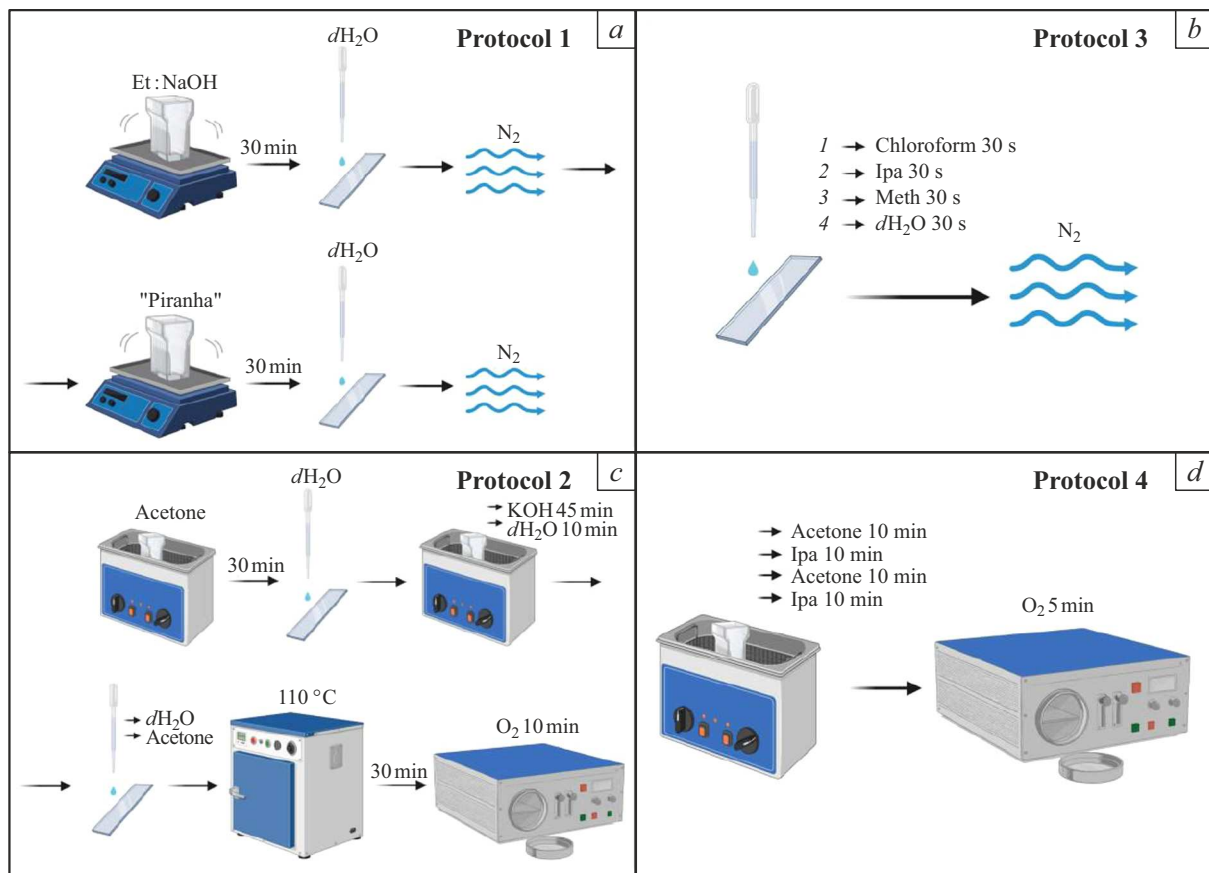 Protocol 1
a
dH₂O
Et : NaOH
30 min
N₂
dH₂O
"Piranha"
30 min
N₂
Protocol 3
b
1 → Chloroform 30 s
2 → Ipa 30 s
3 → Meth 30 s
4 → dH₂O 30 s
N₂
Protocol 2
c
dH₂O
Acetone
30 min
→ KOH 45 min
→ dH₂O 10 min
→ dH₂O
→ Acetone
110 °C
30 min
O₂ 10 min
Protocol 4
d
→ Acetone 10 min
→ Ipa 10 min
→ Acetone 10 min
→ Ipa 10 min
O₂ 5 min